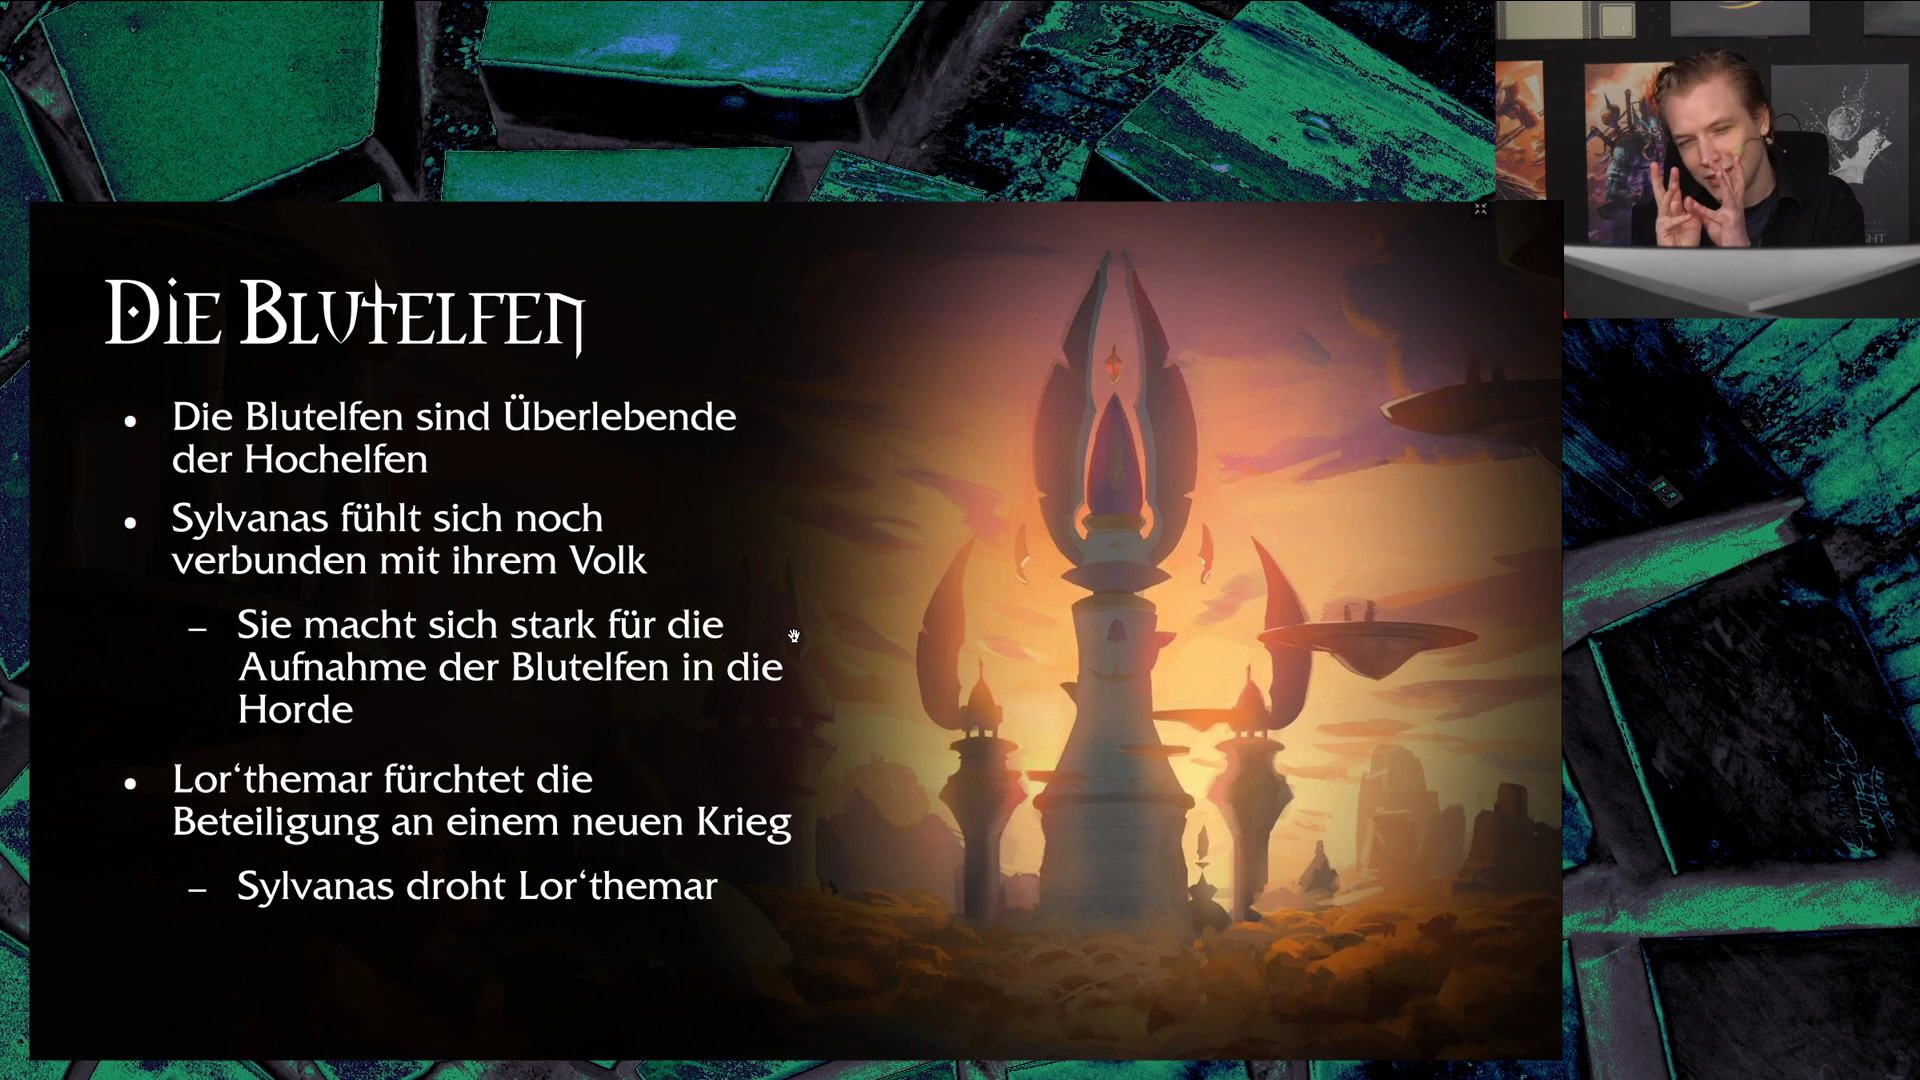 Die Blutelfen
• Die Blutelfen sind Überlebende
der Hochelfen
• Sylvanas fühlt sich noch
verbunden mit ihrem Volk
– Sie macht sich stark für die
Aufnahme der Blutelfen in die
Horde
• Lor‘themar fürchtet die
Beteiligung an einem neuen Krieg
– Sylvanas droht Lor‘themar